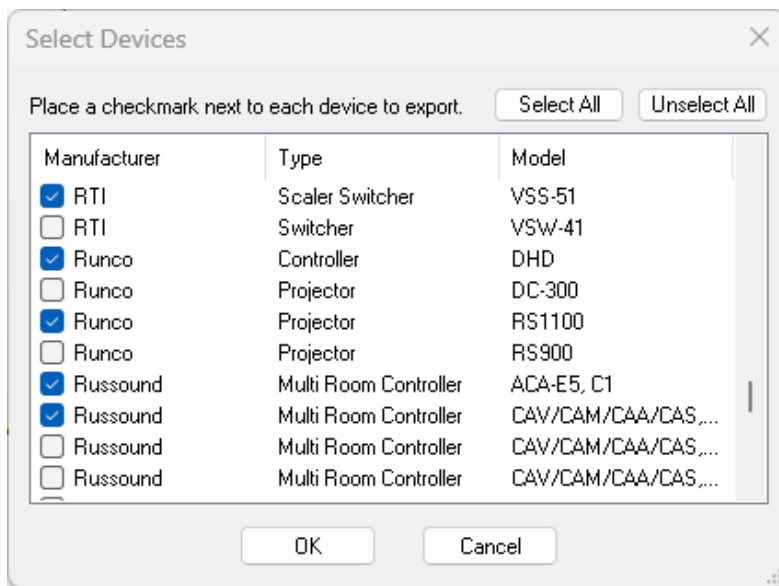 Select Devices
Place a checkmark next to each device to export. Select All Unselect All
Manufacturer Type Model
RTI Scaler Switcher VSS-51
RTI Switcher VSW-41
Runco Controller DHD
Runco Projector DC-300
Runco Projector RS1100
Runco Projector RS900
Russound Multi Room Controller ACA-E5, C1
Russound Multi Room Controller CAV/CAM/CAA/CAS,...
Russound Multi Room Controller CAV/CAM/CAA/CAS,...
Russound Multi Room Controller CAV/CAM/CAA/CAS,...
OK Cancel